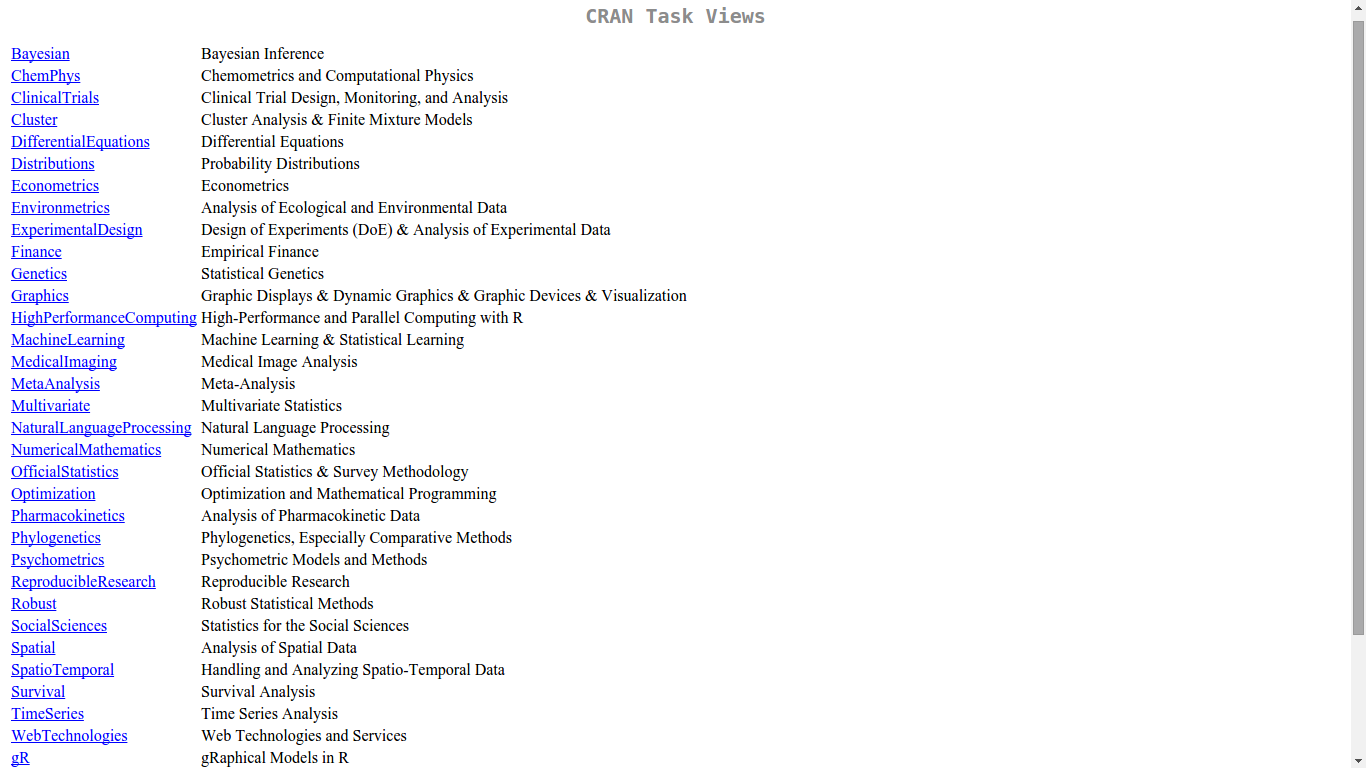 CRAN Task Views
Bayesian Bayesian Inference
ChemPhys Chemometrics and Computational Physics
ClinicalTrials Clinical Trial Design, Monitoring, and Analysis
Cluster Cluster Analysis & Finite Mixture Models
DifferentialEquations Differential Equations
Distributions Probability Distributions
Econometrics Econometrics
Environmetrics Analysis of Ecological and Environmental Data
ExperimentalDesign Design of Experiments (DoE) & Analysis of Experimental Data
Finance Empirical Finance
Genetics Statistical Genetics
Graphics Graphic Displays & Dynamic Graphics & Graphic Devices & Visualization
HighPerformanceComputing High-Performance and Parallel Computing with R
MachineLearning Machine Learning & Statistical Learning
MedicalImaging Medical Image Analysis
MetaAnalysis Meta-Analysis
Multivariate Multivariate Statistics
NaturalLanguageProcessing Natural Language Processing
NumericalMathematics Numerical Mathematics
OfficialStatistics Official Statistics & Survey Methodology
Optimization Optimization and Mathematical Programming
Pharmacokinetics Analysis of Pharmacokinetic Data
Phylogenetics Phylogenetics, Especially Comparative Methods
Psychometrics Psychometric Models and Methods
ReproducibleResearch Reproducible Research
Robust Robust Statistical Methods
SocialSciences Statistics for the Social Sciences
Spatial Analysis of Spatial Data
SpatioTemporal Handling and Analyzing Spatio-Temporal Data
Survival Survival Analysis
TimeSeries Time Series Analysis
WebTechnologies Web Technologies and Services
gR gRaphical Models in R